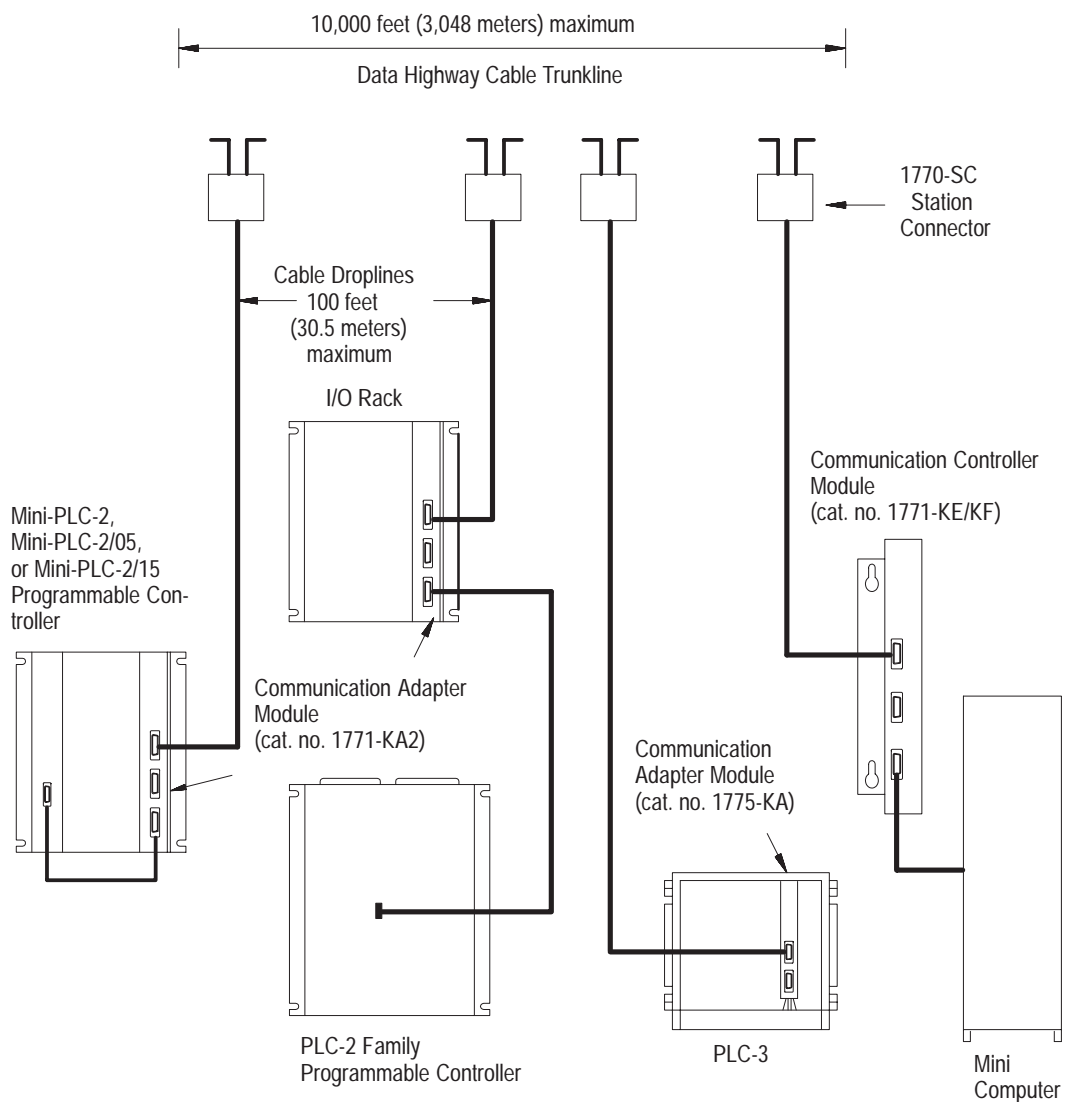 10,000 feet (3,048 meters) maximum
Data Highway Cable Trunkline
1770-SC
Station
Connector
Cable Droplines
100 feet
(30.5 meters)
maximum
I/O Rack
Communication Controller
Module
(cat. no. 1771-KE/KF)
Mini-PLC-2,
Mini-PLC-2/05,
or Mini-PLC-2/15
Programmable Con-
troller
Communication Adapter
Module
(cat. no. 1771-KA2)
Communication
Adapter Module
(cat. no. 1775-KA)
PLC-2 Family
Programmable Controller
PLC-3
Mini
Computer